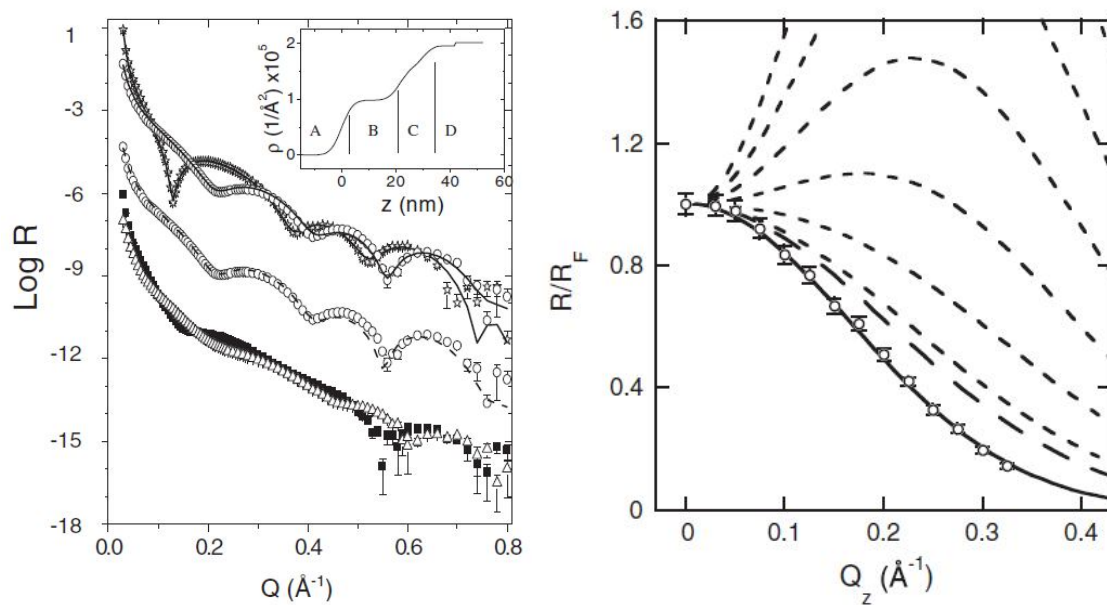 1
-3
-6
-9
-12
-15
-18
Log R
0.0 0.2 0.4 0.6 0.8
Q (Å⁻¹)
2
1
0
ρ (1/Å²) x10⁵
A B C D
0 20 40 60
z (nm)
1.6
1.2
0.8
0.4
0
R/R_F
0 0.1 0.2 0.3 0.4
Q_z (Å⁻¹)